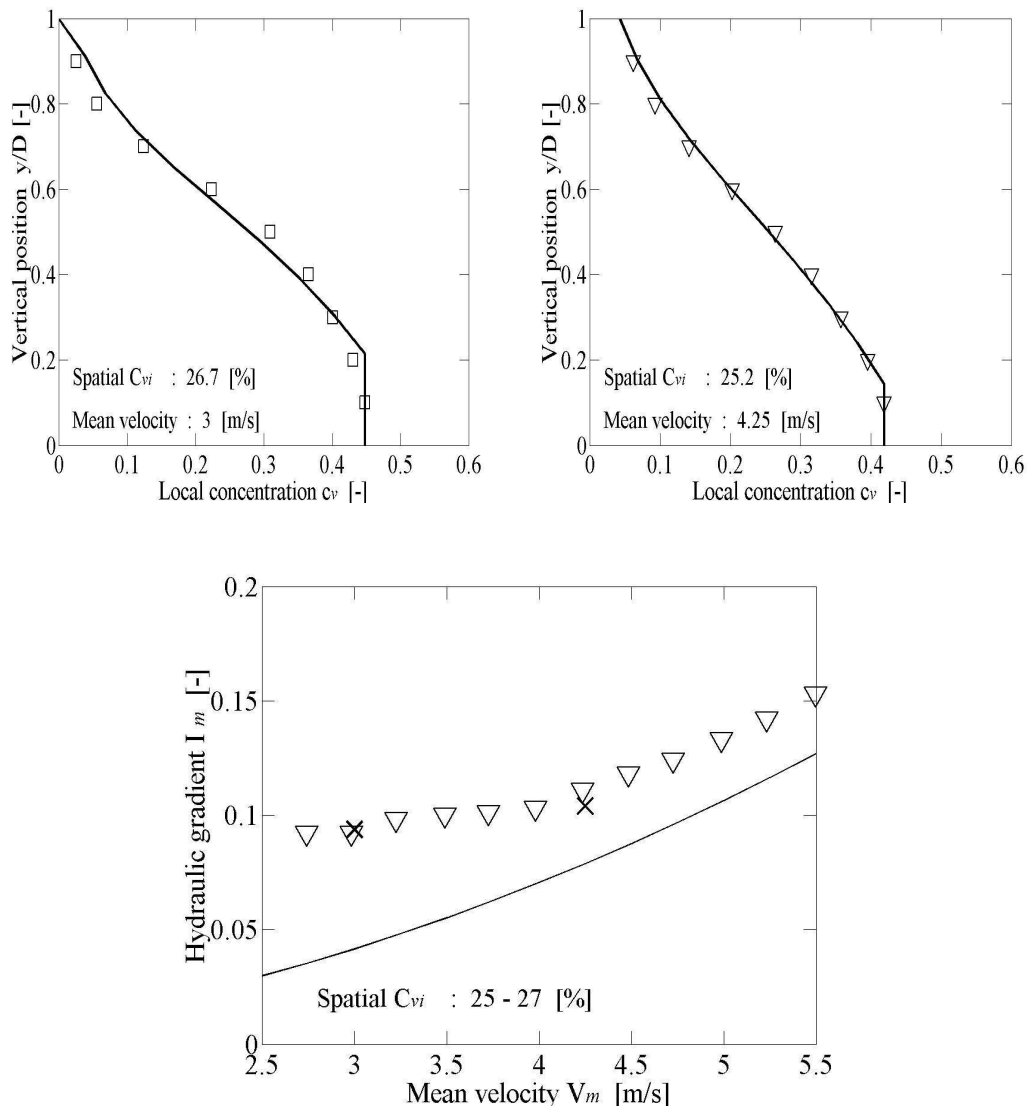 1
0.8
0.6
0.4
0.2
0
Vertical position y/D [-]
Spatial Cvi : 26.7 [%]
Mean velocity : 3 [m/s]
0 0.1 0.2 0.3 0.4 0.5 0.6
Local concentration cv [-]
1
0.8
0.6
0.4
0.2
0
Vertical position y/D [-]
Spatial Cvi : 25.2 [%]
Mean velocity : 4.25 [m/s]
0 0.1 0.2 0.3 0.4 0.5 0.6
Local concentration cv [-]
0.2
0.15
0.1
0.05
0
Hydraulic gradient I m [-]
Spatial Cvi : 25 - 27 [%]
2.5 3 3.5 4 4.5 5 5.5
Mean velocity Vm [m/s]